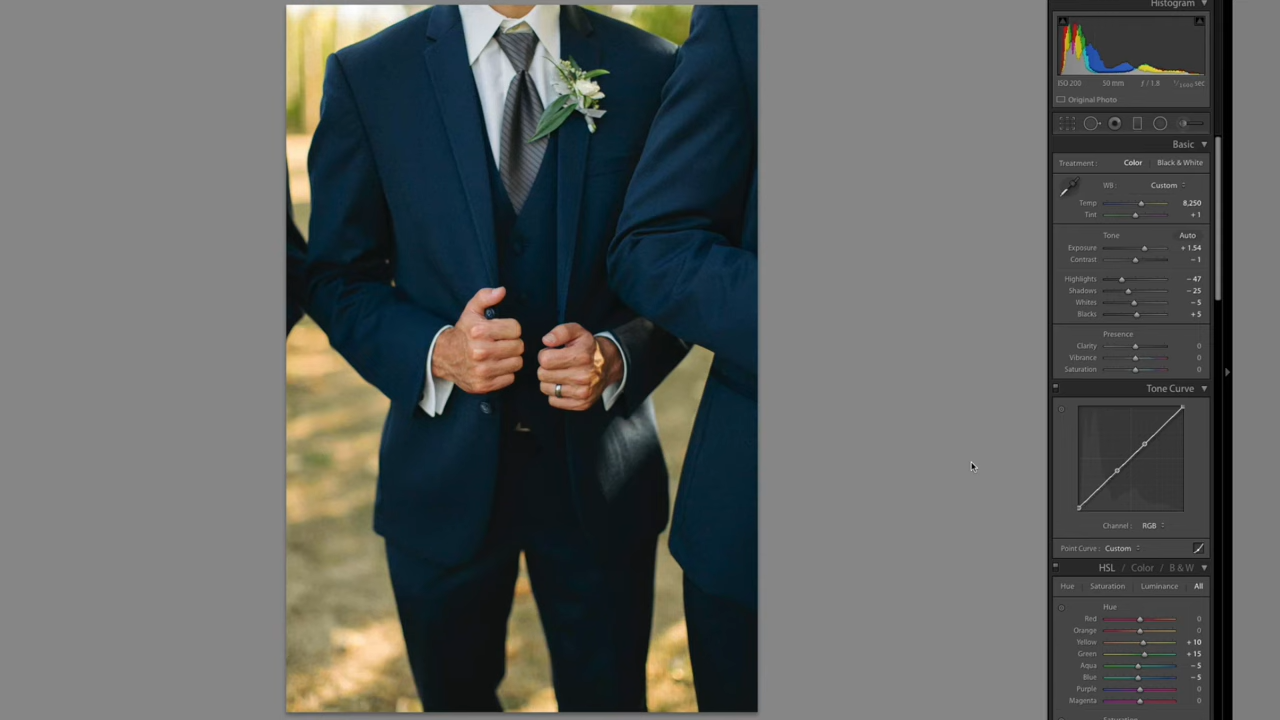 Histogram
ISO 200 50 mm f / 1.8
Original Photo
Basic
Treatment : Color Black & White
WB : Custom
Temp 8,250
Tint + 1
Tone Auto
Exposure + 1.54
Contrast – 1
Highlights – 47
Shadows – 25
Whites – 5
Blacks + 5
Presence
Clarity 0
Vibrance 0
Saturation 0
Tone Curve
Channel : RGB
Point Curve : Custom
HSL / Color / B & W
Hue Saturation Luminance All
Hue
Red 0
Orange 0
Yellow + 10
Green + 15
Aqua – 5
Blue – 5
Purple 0
Magenta 0